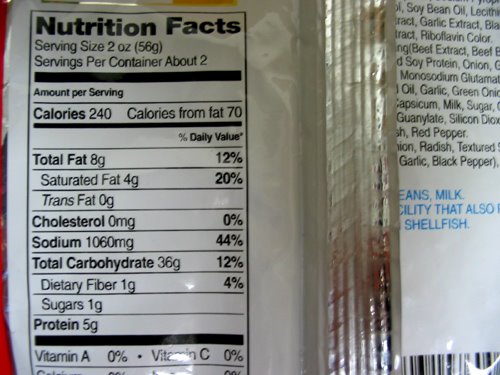 Nutrition Facts
Serving Size 2 oz (56g)
Servings Per Container About 2
Amount per Serving
Calories 240 Calories from fat 70
% Daily Value*
Total Fat 8g 12%
Saturated Fat 4g 20%
Trans Fat 0g
Cholesterol 0mg 0%
Sodium 1060mg 44%
Total Carbohydrate 36g 12%
Dietary Fiber 1g 4%
Sugars 1g
Protein 5g
Vitamin A 0% • Vitamin C 0%
Calcium 0% 0%
, Soy Bean Oil, Lecithi
tract, Garlic Extract, Bla
tract, Riboflavin Color.
ng(Beef Extract, Beef
d Soy Protein, Onion, G
Monosodium Glutamat
Oil, Garlic, Green Onio
Capsicum, Milk, Sugar,
Guanylate, Silicon Diox
sh, Red Pepper.
nion, Radish, Textured S
Garlic, Black Pepper),
EANS, MILK.
CILITY THAT ALSO
SHELLFISH.